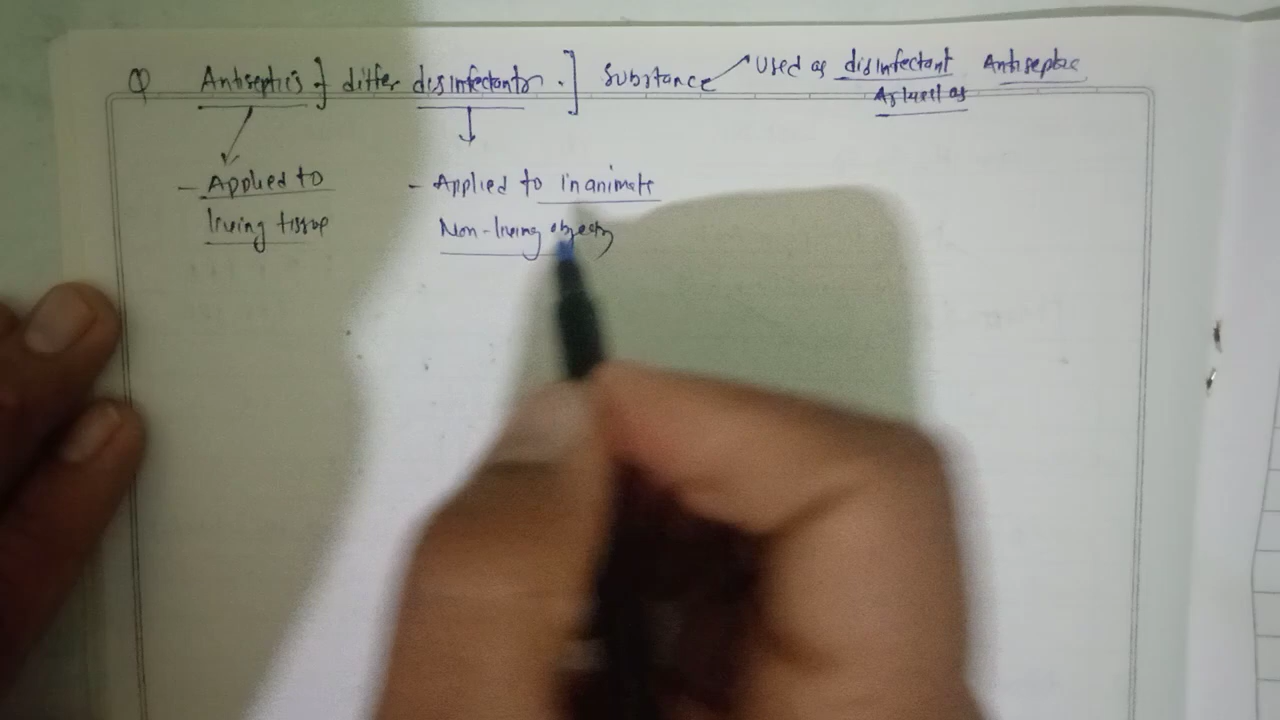 Q Antiseptics } differ disinfectants . ] Substance Used as disinfectant Antiseptic
As well as
- Applied to
living tissue
- Applied to inanimate
Non-living objects